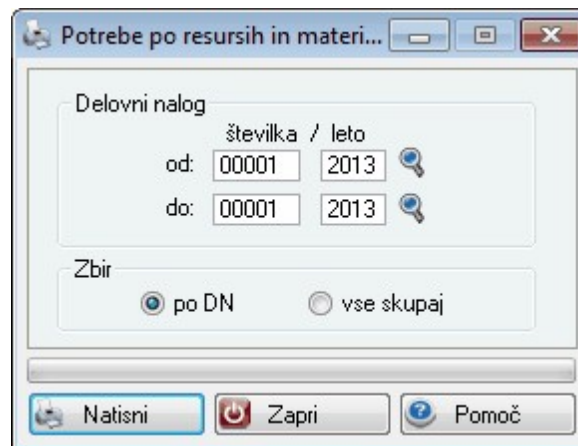 Potrebe po resursih in materi...
Delovni nalog
številka / leto
od: 00001 2013
do: 00001 2013
Zbir
po DN vse skupaj
Natisni Zapri Pomoč